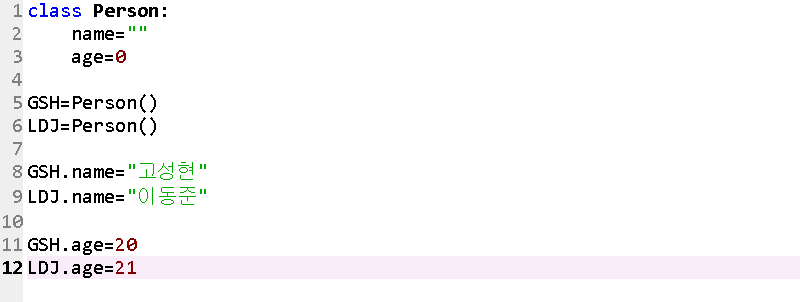 1 class Person:
2     name=""
3     age=0
4
5 GSH=Person()
6 LDJ=Person()
7
8 GSH.name="고성현"
9 LDJ.name="이동준"
10
11 GSH.age=20
12 LDJ.age=21